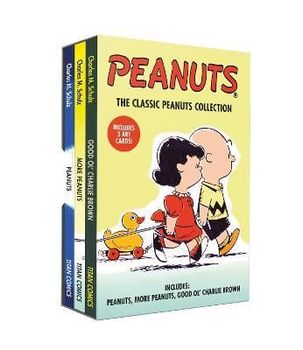 Charles M. Schulz
PEANUTS
TITAN COMICS
Charles M. Schulz
MORE PEANUTS
TITAN COMICS
Charles M. Schulz
GOOD OL' CHARLIE BROWN
TITAN COMICS
PEANUTS
THE CLASSIC PEANUTS COLLECTION
INCLUDES
3 ART
CARDS!
INCLUDES:
PEANUTS, MORE PEANUTS, GOOD OL' CHARLIE BROWN